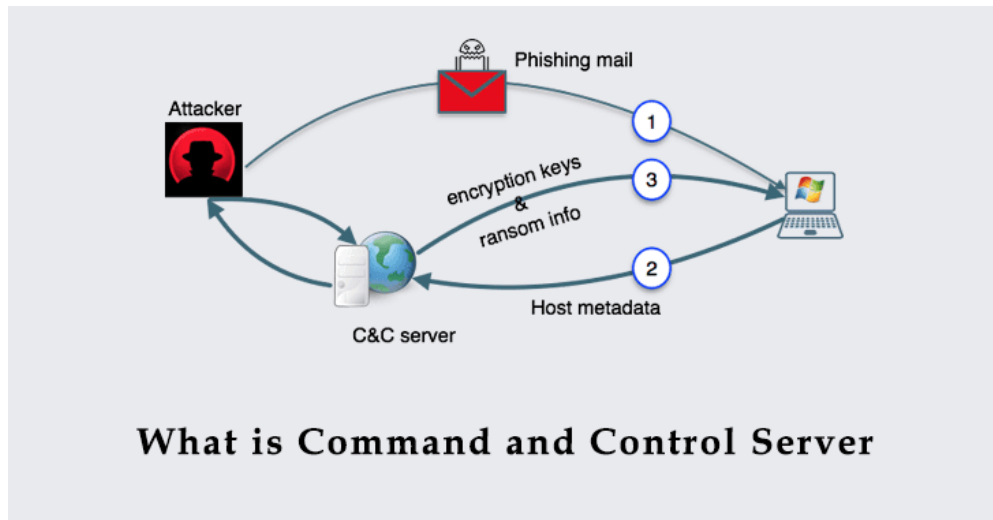 Phishing mail
Attacker
1
encryption keys
&
ransom info
3
2
Host metadata
C&C server
What is Command and Control Server